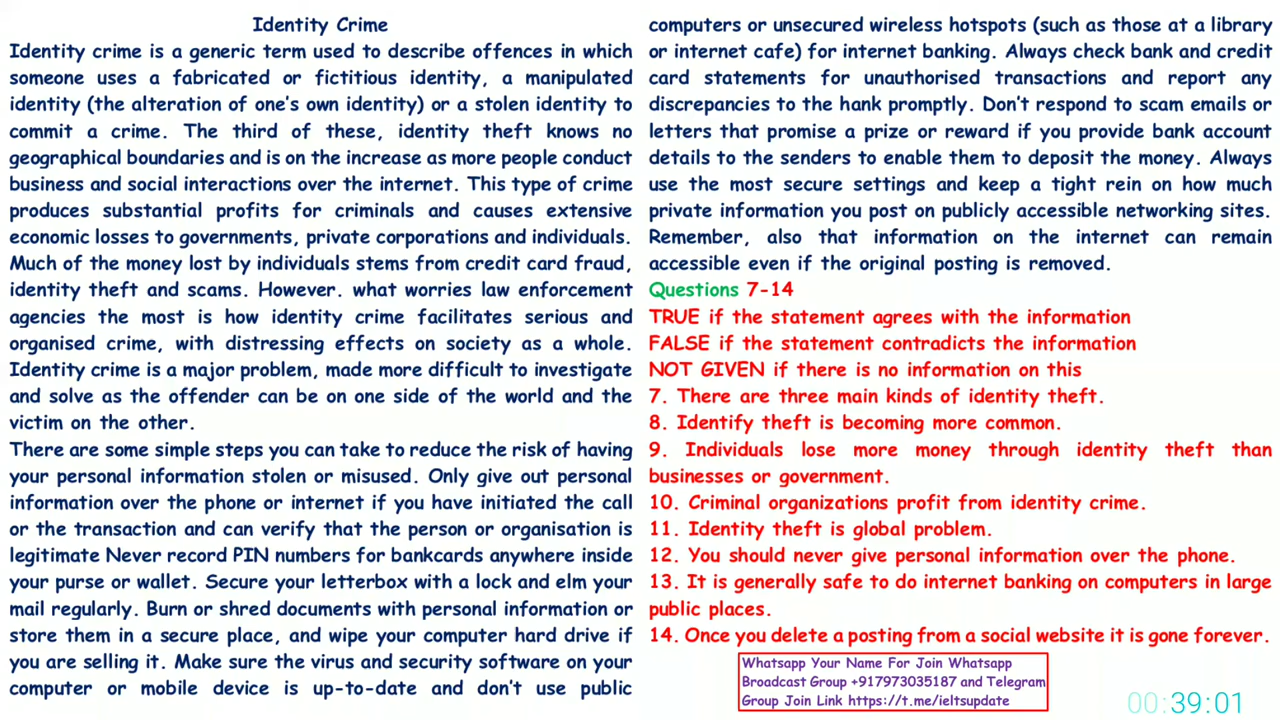 Identity Crime
Identity crime is a generic term used to describe offences in which
someone uses a fabricated or fictitious identity, a manipulated
identity (the alteration of one's own identity) or a stolen identity to
commit a crime. The third of these, identity theft knows no
geographical boundaries and is on the increase as more people conduct
business and social interactions over the internet. This type of crime
produces substantial profits for criminals and causes extensive
economic losses to governments, private corporations and individuals.
Much of the money lost by individuals stems from credit card fraud,
identity theft and scams. However. what worries law enforcement
agencies the most is how identity crime facilitates serious and
organised crime, with distressing effects on society as a whole.
Identity crime is a major problem, made more difficult to investigate
and solve as the offender can be on one side of the world and the
victim on the other.
There are some simple steps you can take to reduce the risk of having
your personal information stolen or misused. Only give out personal
information over the phone or internet if you have initiated the call
or the transaction and can verify that the person or organisation is
legitimate Never record PIN numbers for bankcards anywhere inside
your purse or wallet. Secure your letterbox with a lock and elm your
mail regularly. Burn or shred documents with personal information or
store them in a secure place, and wipe your computer hard drive if
you are selling it. Make sure the virus and security software on your
computer or mobile device is up-to-date and don't use public
computers or unsecured wireless hotspots (such as those at a library
or internet cafe) for internet banking. Always check bank and credit
card statements for unauthorised transactions and report any
discrepancies to the hank promptly. Don't respond to scam emails or
letters that promise a prize or reward if you provide bank account
details to the senders to enable them to deposit the money. Always
use the most secure settings and keep a tight rein on how much
private information you post on publicly accessible networking sites.
Remember, also that information on the internet can remain
accessible even if the original posting is removed.
Questions 7-14
TRUE if the statement agrees with the information
FALSE if the statement contradicts the information
NOT GIVEN if there is no information on this
7. There are three main kinds of identity theft.
8. Identify theft is becoming more common.
9. Individuals lose more money through identity theft than
businesses or government.
10. Criminal organizations profit from identity crime.
11. Identity theft is global problem.
12. You should never give personal information over the phone.
13. It is generally safe to do internet banking on computers in large
public places.
14. Once you delete a posting from a social website it is gone forever.
Whatsapp Your Name For Join Whatsapp
Broadcast Group +917973035187 and Telegram
Group Join Link https://t.me/ieltsupdate
00:39:01